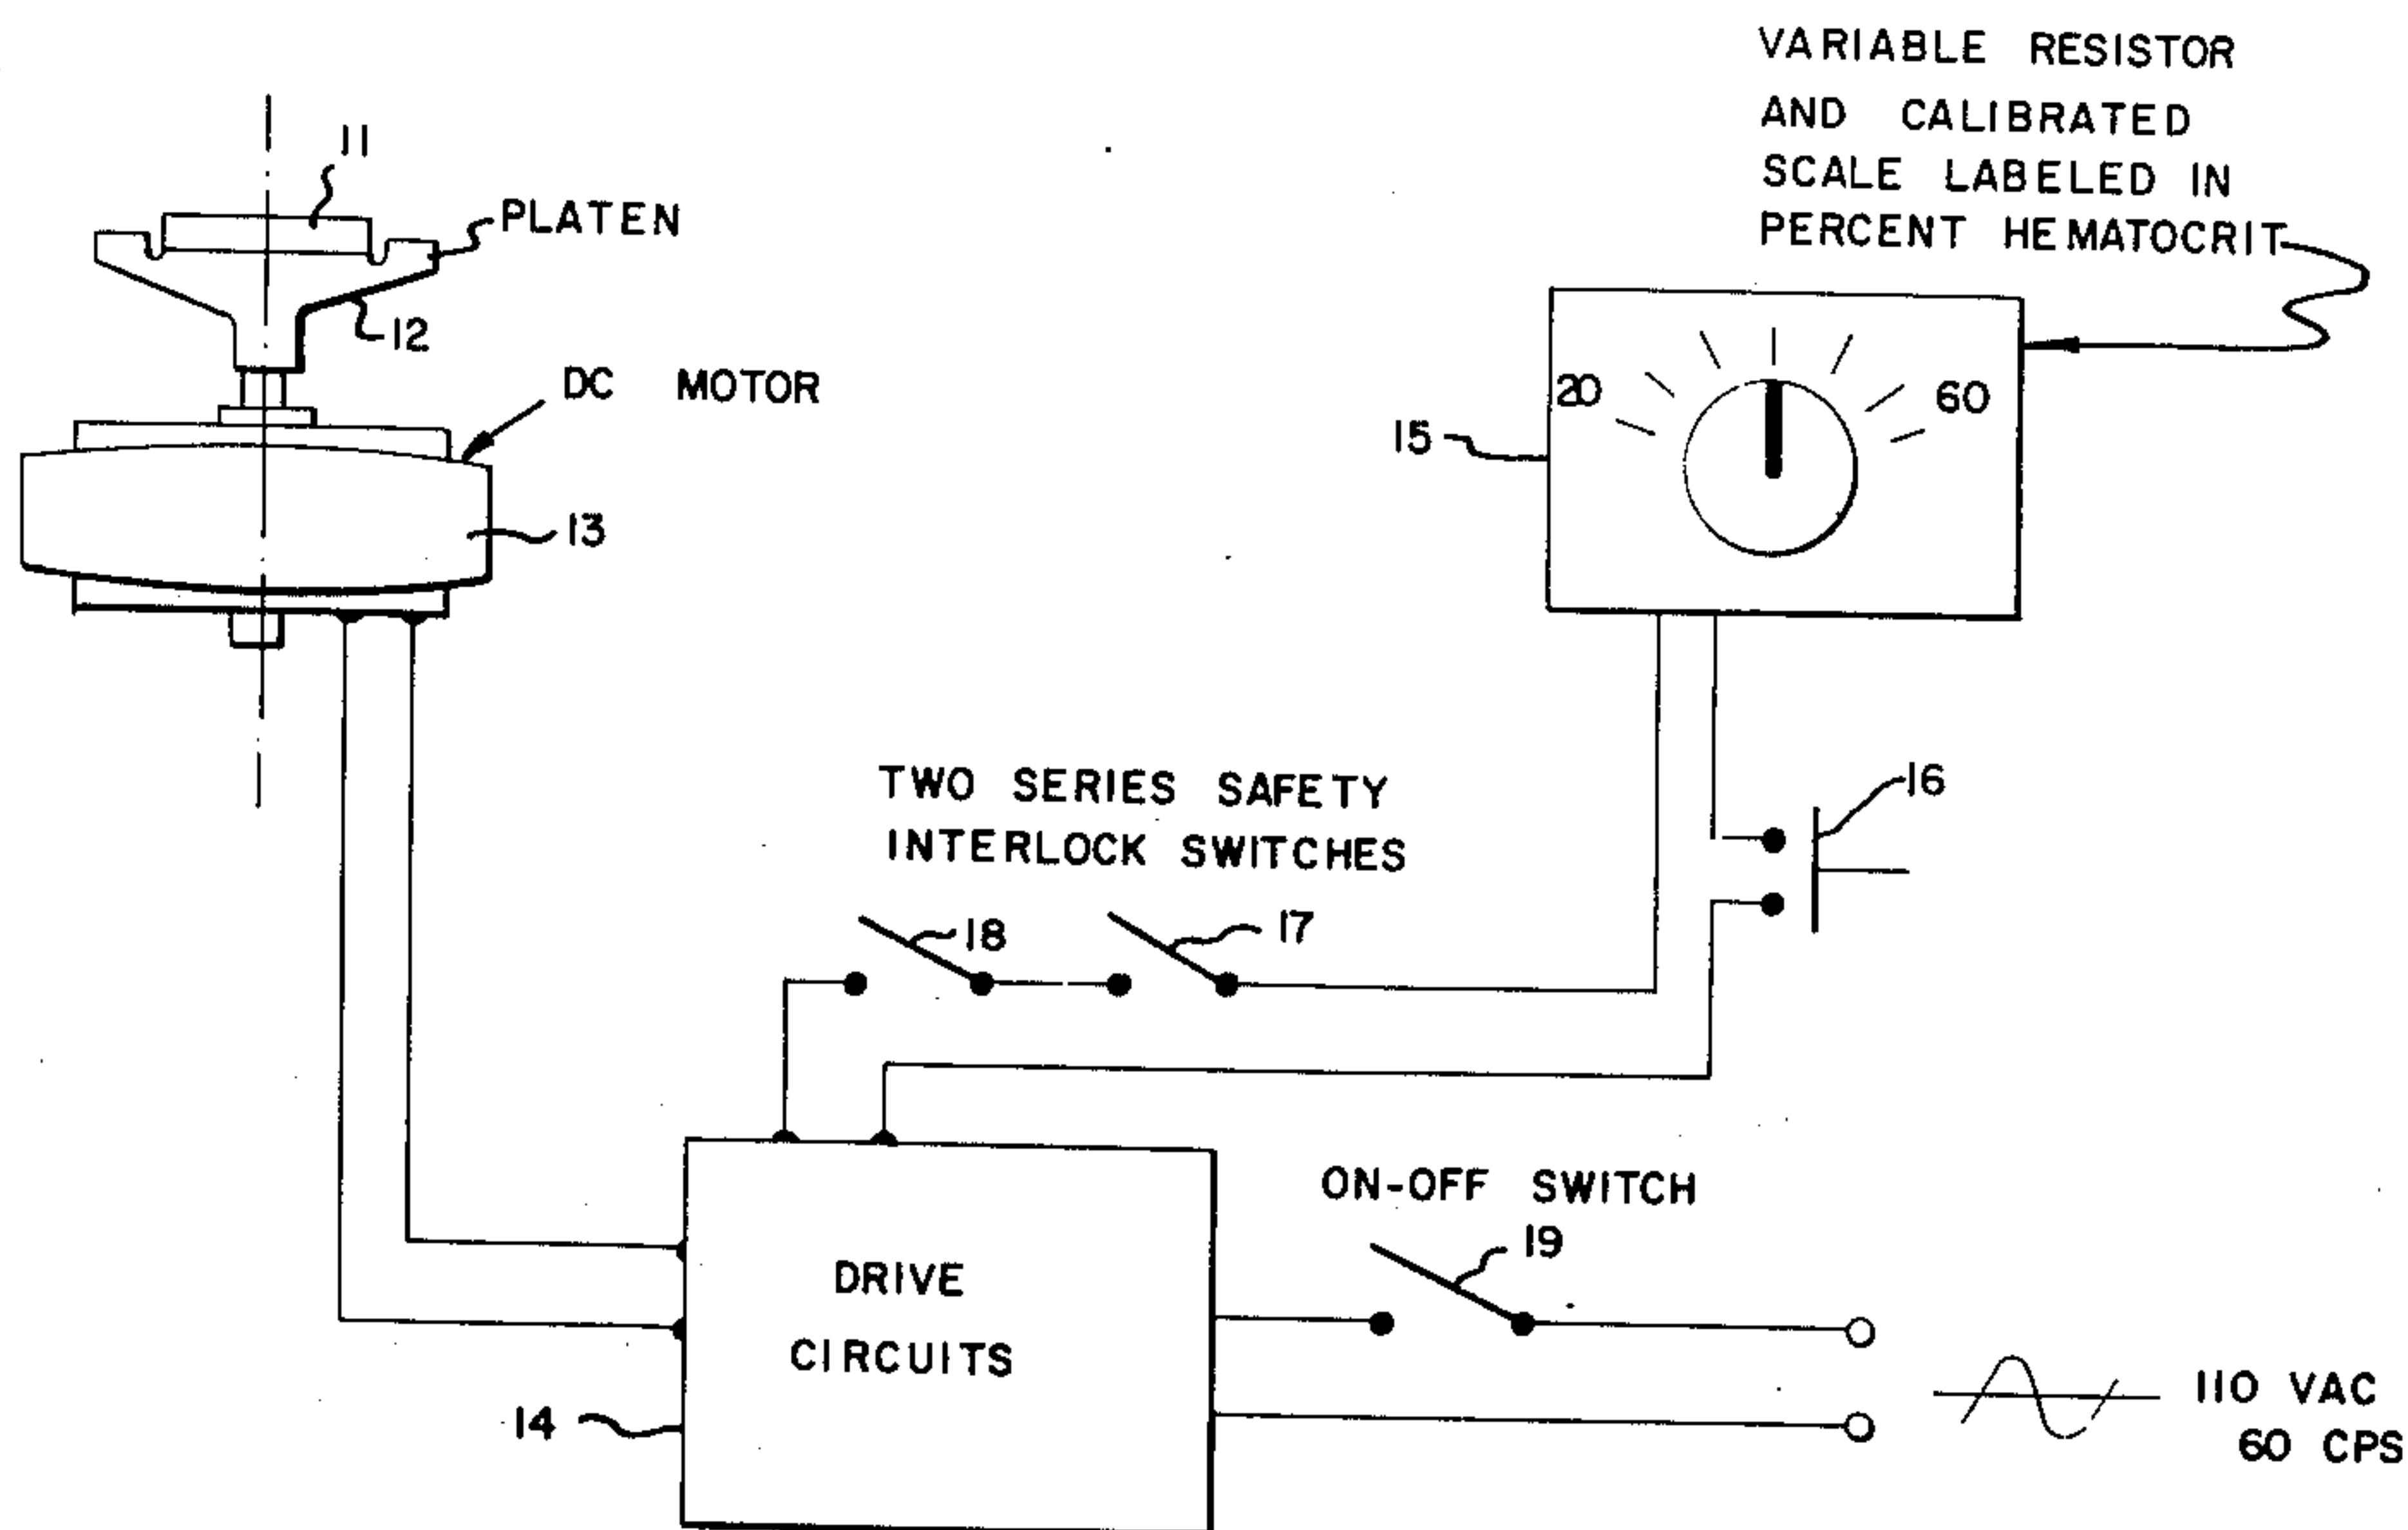 VARIABLE RESISTOR
AND CALIBRATED
SCALE LABELED IN
PERCENT HEMATOCRIT
11
PLATEN
12
DC MOTOR
13
20
60
15
16
TWO SERIES SAFETY
INTERLOCK SWITCHES
18
17
ON-OFF SWITCH
19
DRIVE
CIRCUITS
14
110 VAC
60 CPS